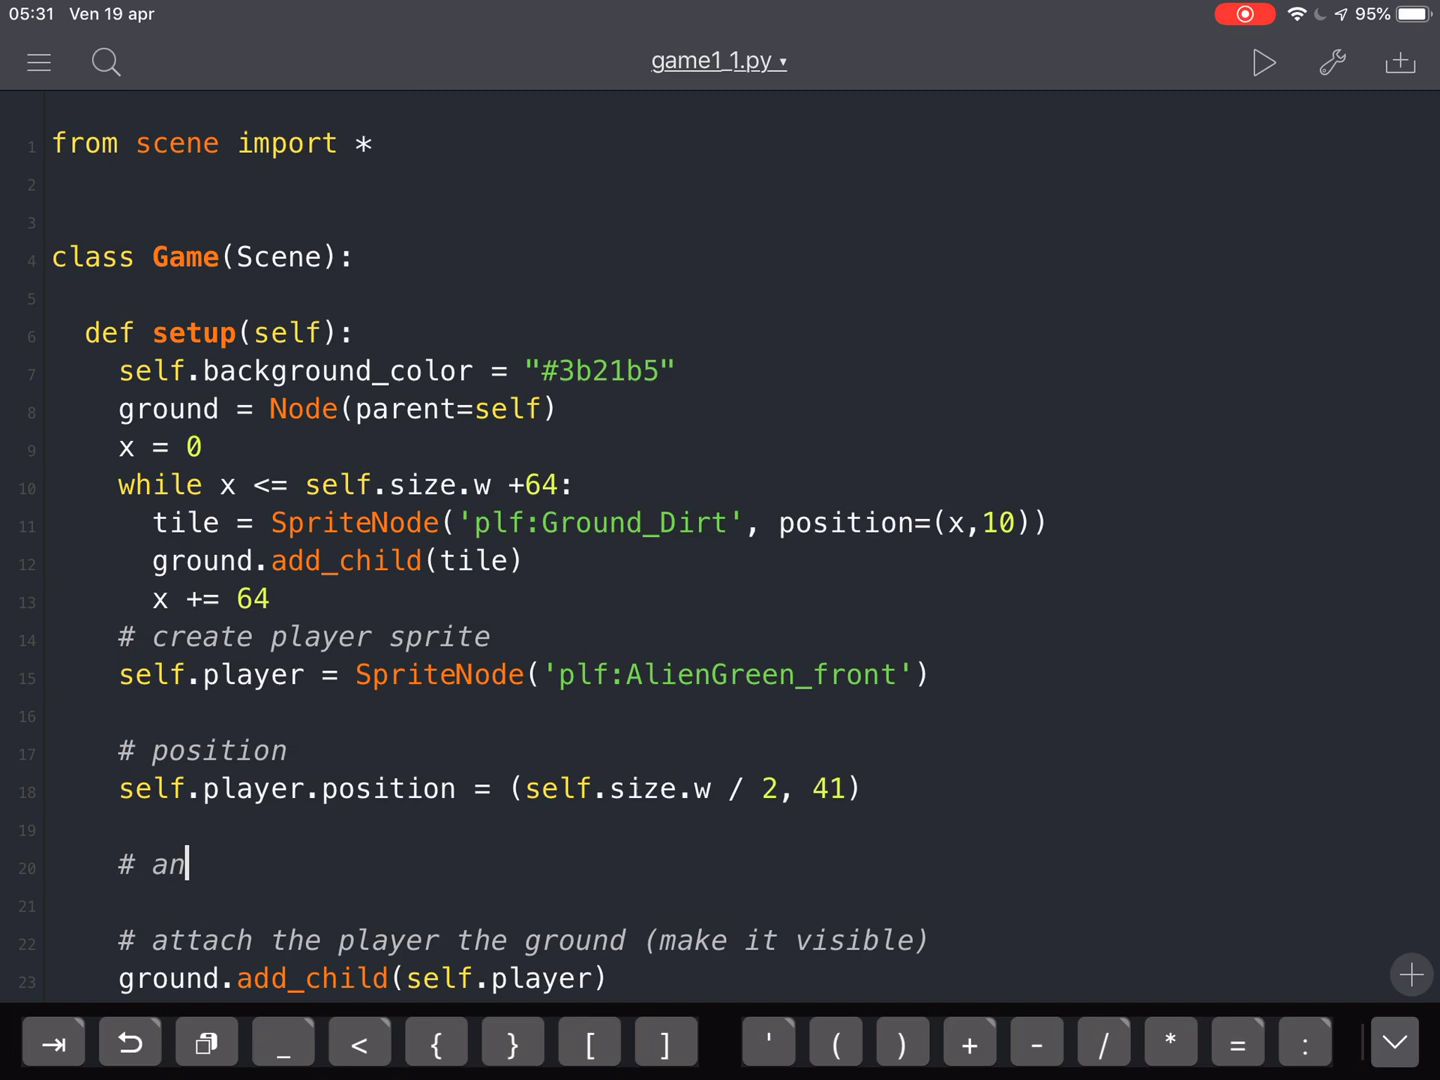 05:31 Ven 19 apr 95%
game1_1.py ▾
1 from scene import *
2
3
4 class Game(Scene):
5
6 def setup(self):
7 self.background_color = "#3b21b5"
8 ground = Node(parent=self)
9 x = 0
10 while x <= self.size.w +64:
11 tile = SpriteNode('plf:Ground_Dirt', position=(x,10))
12 ground.add_child(tile)
13 x += 64
14 # create player sprite
15 self.player = SpriteNode('plf:AlienGreen_front')
16
17 # position
18 self.player.position = (self.size.w / 2, 41)
19
20 # an
21
22 # attach the player the ground (make it visible)
23 ground.add_child(self.player)
_ < { } [ ] ' ( ) + - / * = :